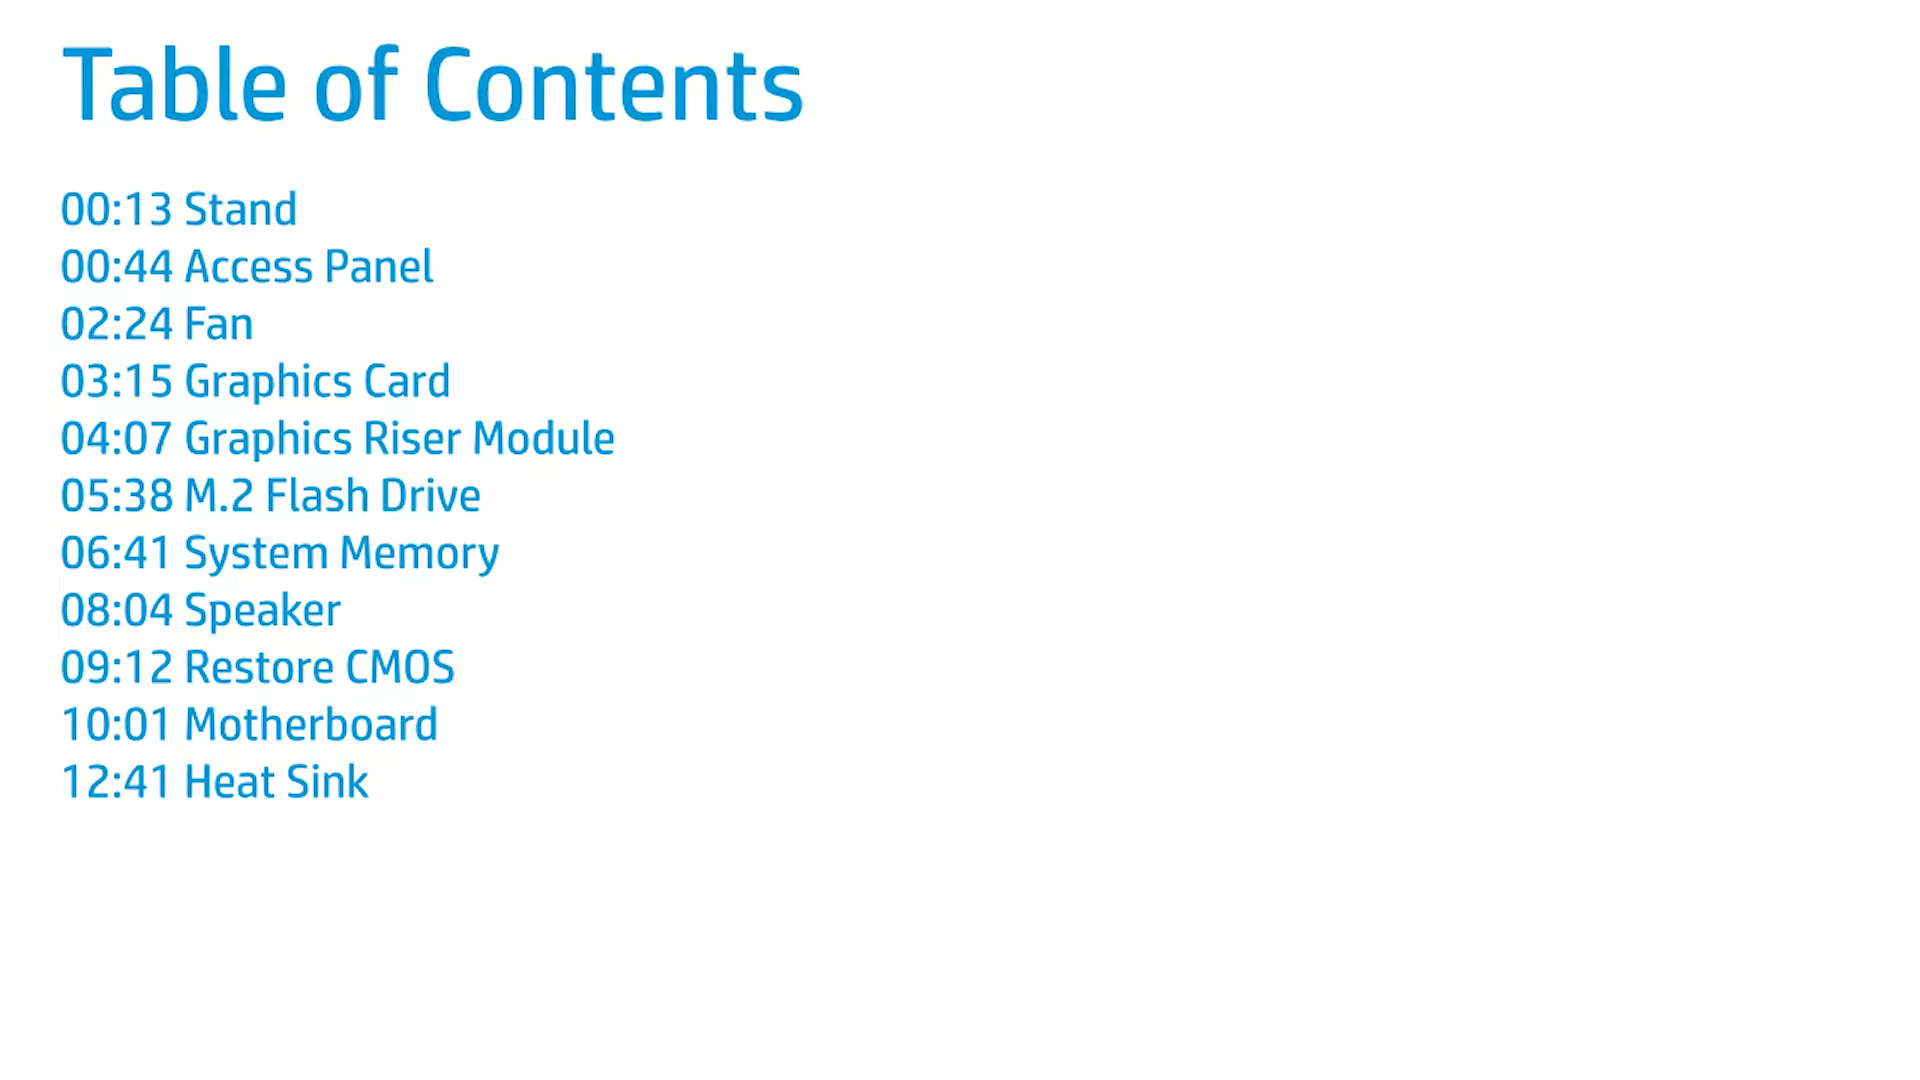 Table of Contents
00:13 Stand
00:44 Access Panel
02:24 Fan
03:15 Graphics Card
04:07 Graphics Riser Module
05:38 M.2 Flash Drive
06:41 System Memory
08:04 Speaker
09:12 Restore CMOS
10:01 Motherboard
12:41 Heat Sink